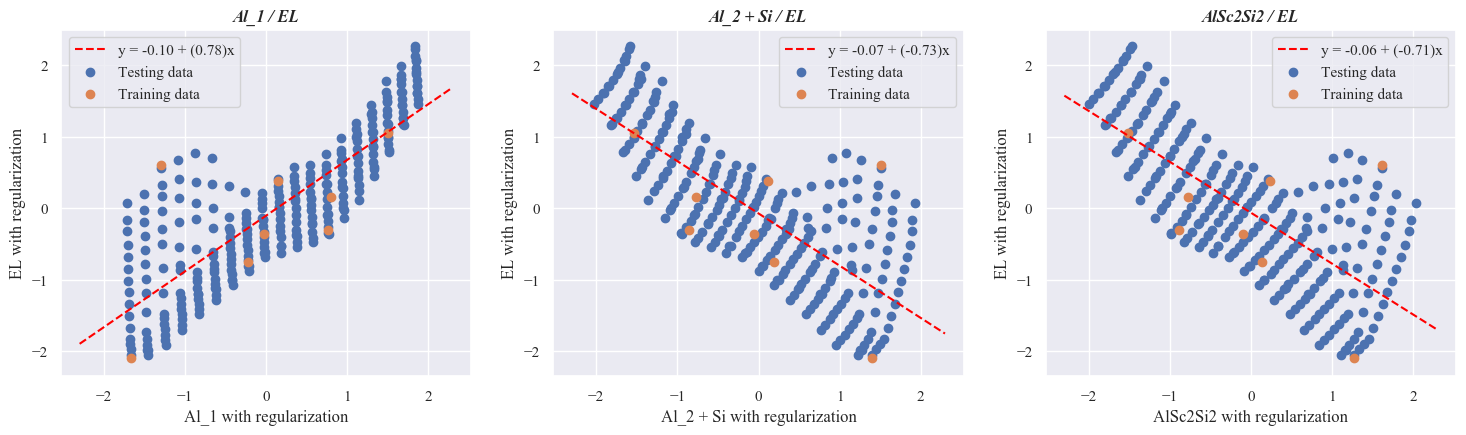 Al_1 / EL
y = -0.10 + (0.78)x
Testing data
Training data
2
1
0
−1
−2
EL with regularization
−2
−1
0
1
2
Al_1 with regularization
Al_2 + Si / EL
y = -0.07 + (-0.73)x
Testing data
Training data
2
1
0
−1
−2
EL with regularization
−2
−1
0
1
2
Al_2 + Si with regularization
AlSc2Si2 / EL
y = -0.06 + (-0.71)x
Testing data
Training data
2
1
0
−1
−2
EL with regularization
−2
−1
0
1
2
AlSc2Si2 with regularization